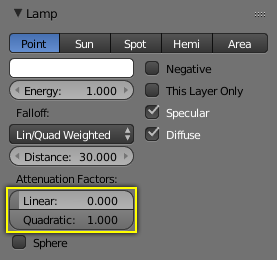 Lamp
Point Sun Spot Hemi Area
Negative
Energy: 1.000 This Layer Only
Falloff: Specular
Lin/Quad Weighted Diffuse
Distance: 30.000
Attenuation Factors:
Linear: 0.000
Quadratic: 1.000
Sphere